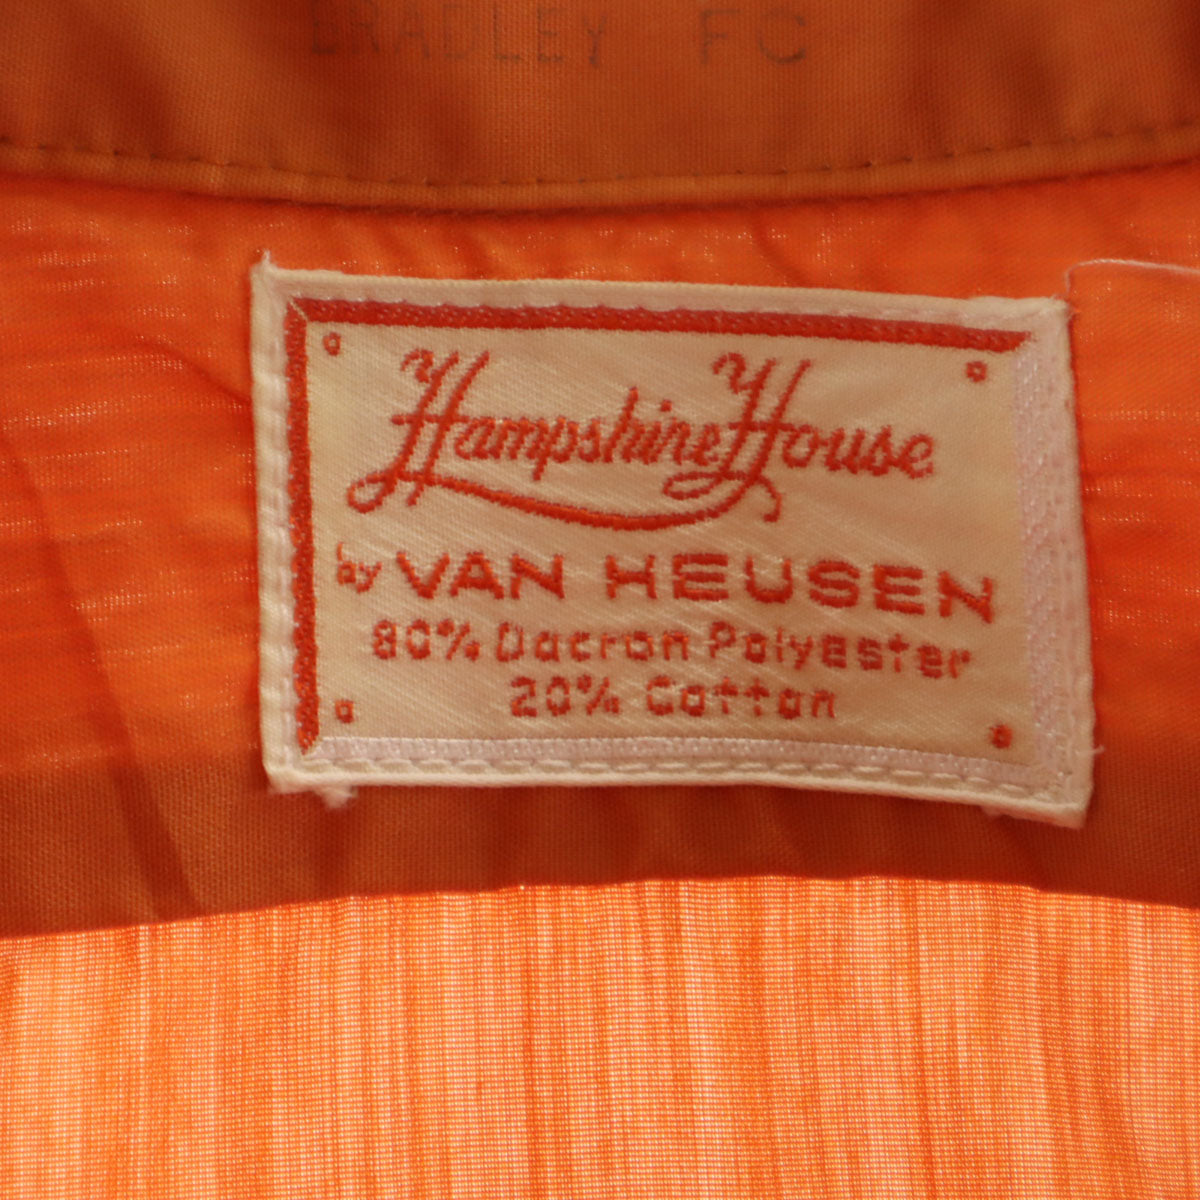 BRADLEY FC
Hampshire House
by VAN HEUSEN
80% Dacron Polyester
20% Cotton